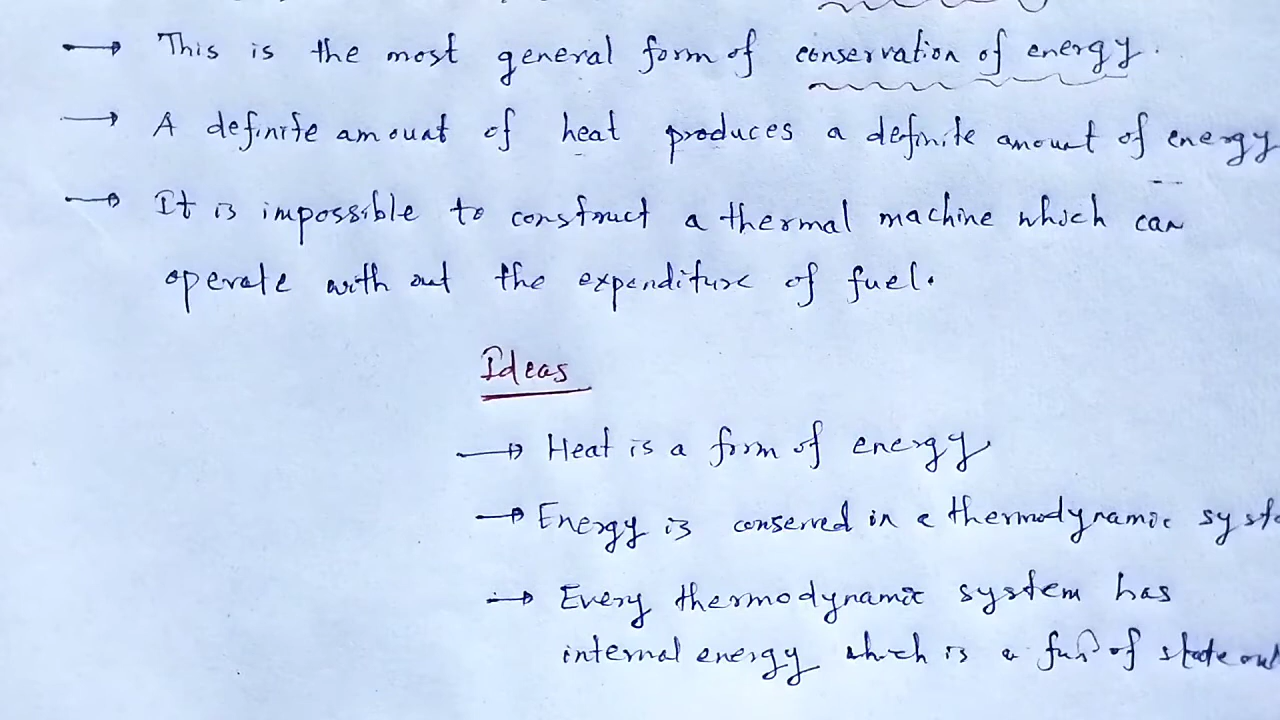 → This is the most general form of conservation of energy.
→ A definite amount of heat produces a definite amount of energy
→ It is impossible to construct a thermal machine which can
operate with out the expenditure of fuel.
Ideas
→ Heat is a form of energy
→ Energy is conserved in a thermodynamic syste
→ Every thermodynamic system has
internal energy which is a fun of state